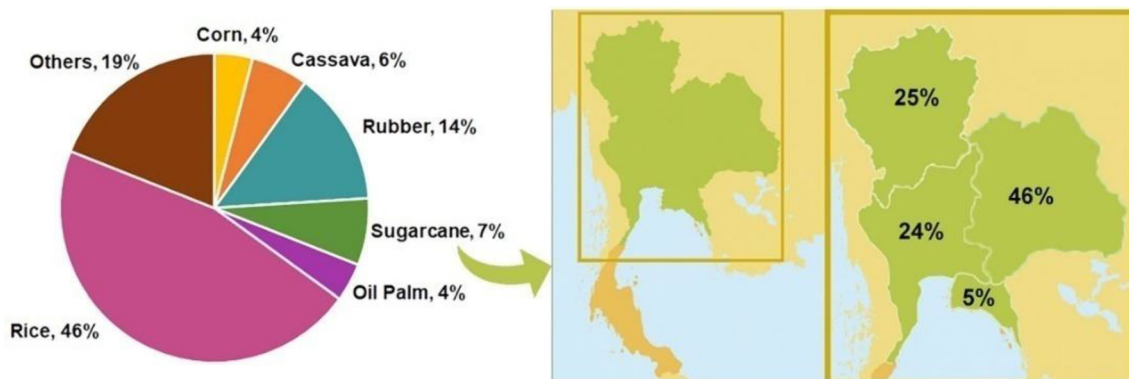 Corn, 4%
Others, 19%
Cassava, 6%
Rubber, 14%
Sugarcane, 7%
Oil Palm, 4%
Rice, 46%
25%
46%
24%
5%